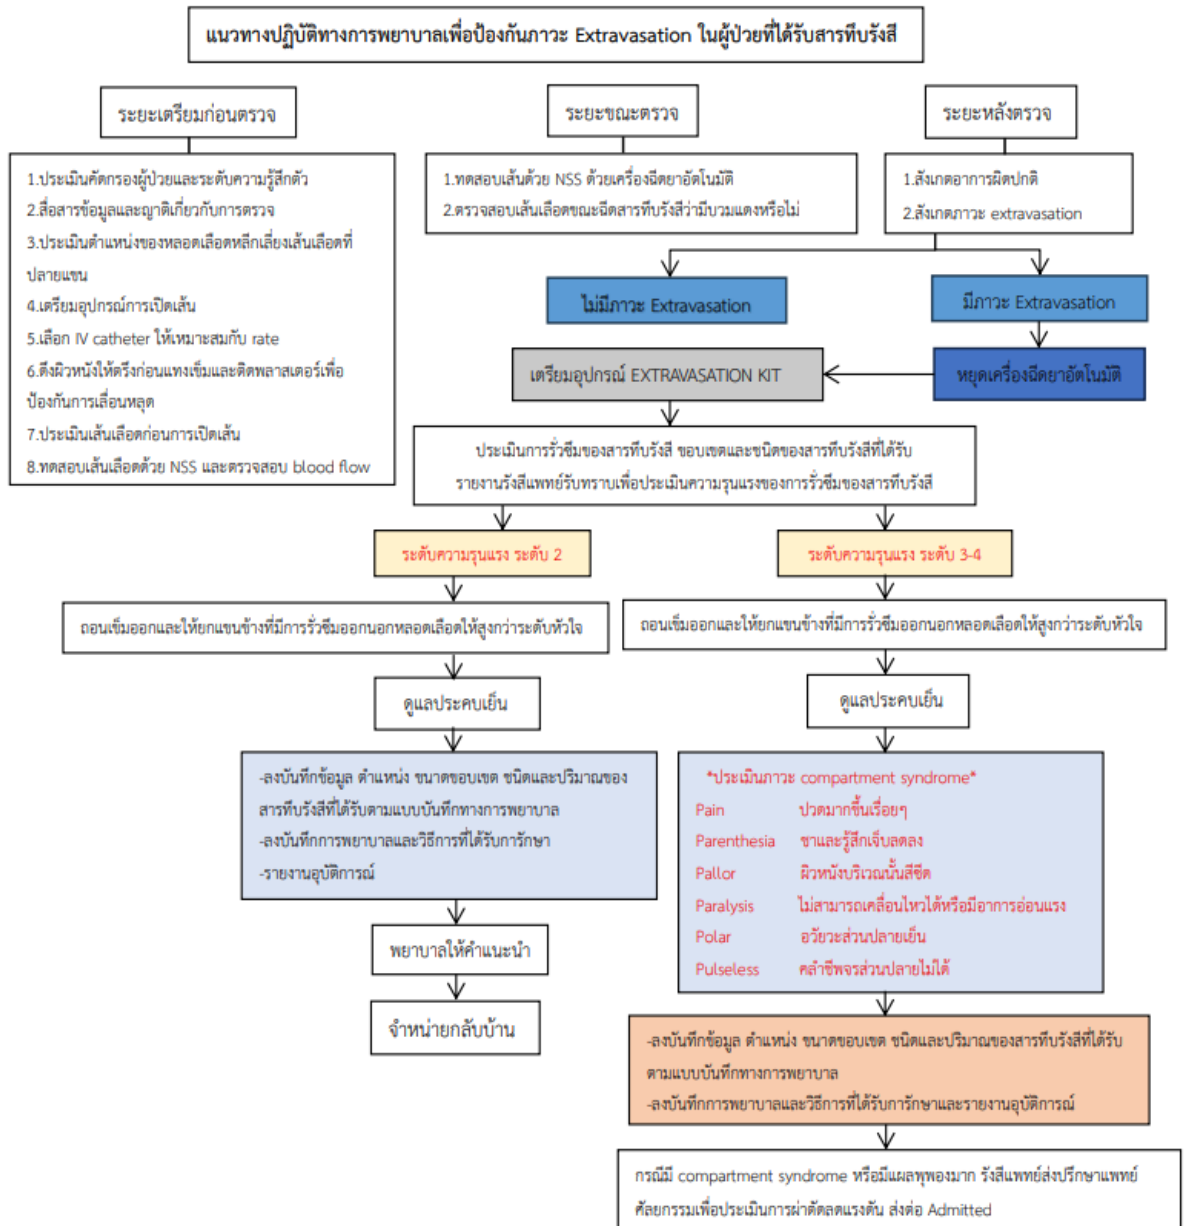 แนวทางปฏิบัติทางการพยาบาลเพื่อป้องกันภาวะ Extravasation ในผู้ป่วยที่ได้รับสารทึบรังสี
ระยะเตรียมก่อนตรวจ
1.ประเมินคัดกรองผู้ป่วยและระดับความรู้สึกตัว
2.สื่อสารข้อมูลและญาติเกี่ยวกับการตรวจ
3.ประเมินตำแหน่งของหลอดเลือดหลีกเลี่ยงเส้นเลือดที่
ปลายแขน
4.เตรียมอุปกรณ์การเปิดเส้น
5.เลือก IV catheter ให้เหมาะสมกับ rate
6.ดึงผิวหนังให้ตรึงก่อนแทงเข็มและติดพลาสเตอร์เพื่อ
ป้องกันการเลื่อนหลุด
7.ประเมินเส้นเลือดก่อนการเปิดเส้น
8.ทดสอบเส้นเลือดด้วย NSS และตรวจสอบ blood flow
ระยะขณะตรวจ
1.ทดสอบเส้นด้วย NSS ด้วยเครื่องฉีดยาอัตโนมัติ
2.ตรวจสอบเส้นเลือดขณะฉีดสารทึบรังสีว่ามีบวมแดงหรือไม่
ระยะหลังตรวจ
1.สังเกตอาการผิดปกติ
2.สังเกตภาวะ extravasation
ไม่มีภาวะ Extravasation
มีภาวะ Extravasation
หยุดเครื่องฉีดยาอัตโนมัติ
เตรียมอุปกรณ์ EXTRAVASATION KIT
ประเมินการรั่วซึมของสารทึบรังสี ขอบเขตและชนิดของสารทึบรังสีที่ได้รับ
รายงานรังสีแพทย์รับทราบเพื่อประเมินความรุนแรงของการรั่วซึมของสารทึบรังสี
ระดับความรุนแรง ระดับ 2
ถอนเข็มออกและให้ยกแขนข้างที่มีการรั่วซึมออกนอกหลอดเลือดให้สูงกว่าระดับหัวใจ
ดูแลประคบเย็น
-ลงบันทึกข้อมูล ตำแหน่ง ขนาดขอบเขต ชนิดและปริมาณของ
สารทึบรังสีที่ได้รับตามแบบบันทึกทางการพยาบาล
-ลงบันทึกการพยาบาลและวิธีการที่ได้รับการักษา
-รายงานอุบัติการณ์
พยาบาลให้คำแนะนำ
จำหน่ายกลับบ้าน
ระดับความรุนแรง ระดับ 3-4
ถอนเข็มออกและให้ยกแขนข้างที่มีการรั่วซึมออกนอกหลอดเลือดให้สูงกว่าระดับหัวใจ
ดูแลประคบเย็น
*ประเมินภาวะ compartment syndrome*
Pain ปวดมากขึ้นเรื่อยๆ
Parenthesia ชาและรู้สึกเจ็บลดลง
Pallor ผิวหนังบริเวณนั้นสีซีด
Paralysis ไม่สามารถเคลื่อนไหวได้หรือมีอาการอ่อนแรง
Polar อวัยวะส่วนปลายเย็น
Pulseless คลำชีพจรส่วนปลายไม่ได้
-ลงบันทึกข้อมูล ตำแหน่ง ขนาดขอบเขต ชนิดและปริมาณของสารทึบรังสีที่ได้รับ
ตามแบบบันทึกทางการพยาบาล
-ลงบันทึกการพยาบาลและวิธีการที่ได้รับการักษาและรายงานอุบัติการณ์
กรณีมี compartment syndrome หรือมีแผลพุพองมาก รังสีแพทย์ส่งปรึกษาแพทย์
ศัลยกรรมเพื่อประเมินการผ่าตัดลดแรงดัน ส่งต่อ Admitted